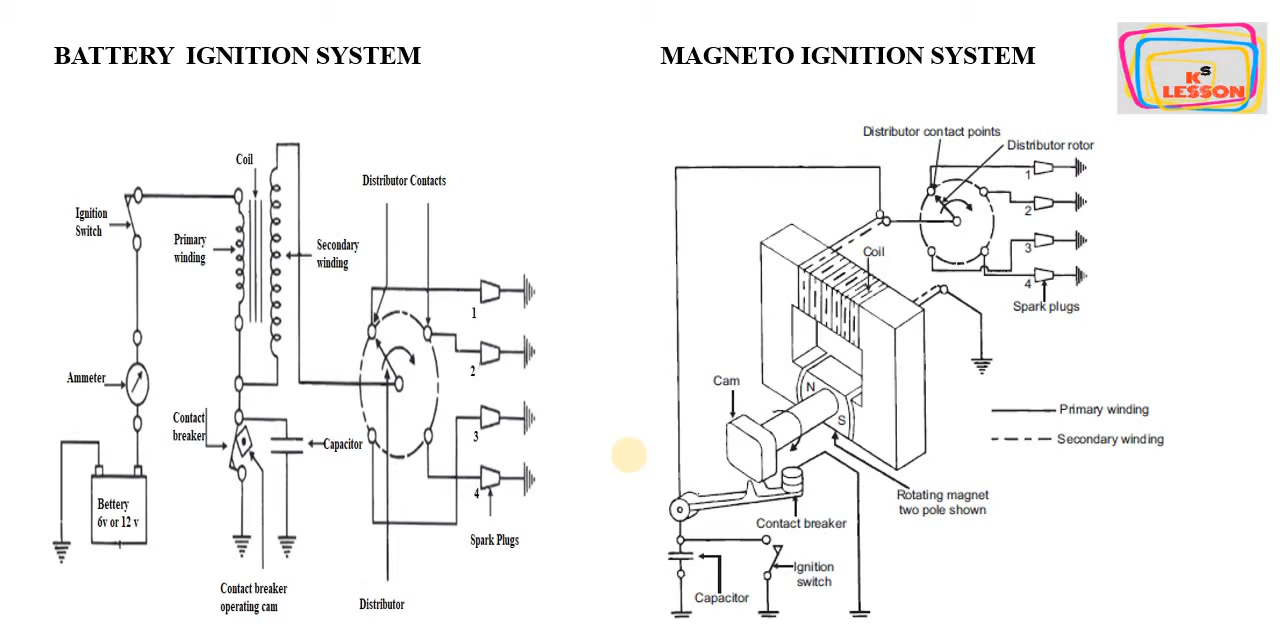 BATTERY IGNITION SYSTEM
Coil
Distributor Contacts
Ignition
Switch
Primary
winding
Secondary
winding
1
Ammeter
2
Contact
breaker
Capacitor
3
4
Bettery
6v or 12 v
Spark Plugs
Contact breaker
operating cam
Distributor
MAGNETO IGNITION SYSTEM
KS
LESSON
Distributor contact points
Distributor rotor
1
2
3
4
Coil
Spark plugs
Cam
N
S
Primary winding
Secondary winding
Rotating magnet
two pole shown
Contact breaker
Ignition
switch
Capacitor